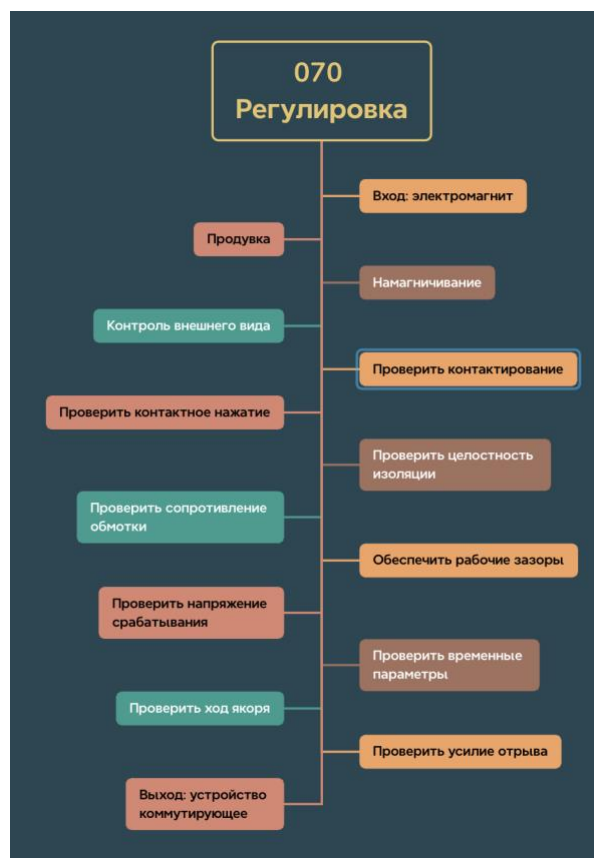 070
Регулировка
Вход: электромагнит
Продувка
Намагничивание
Контроль внешнего вида
Проверить контактирование
Проверить контактное нажатие
Проверить целостность
изоляции
Проверить сопротивление
обмотки
Обеспечить рабочие зазоры
Проверить напряжение
срабатывания
Проверить временные
параметры
Проверить ход якоря
Проверить усилие отрыва
Выход: устройство
коммутирующее